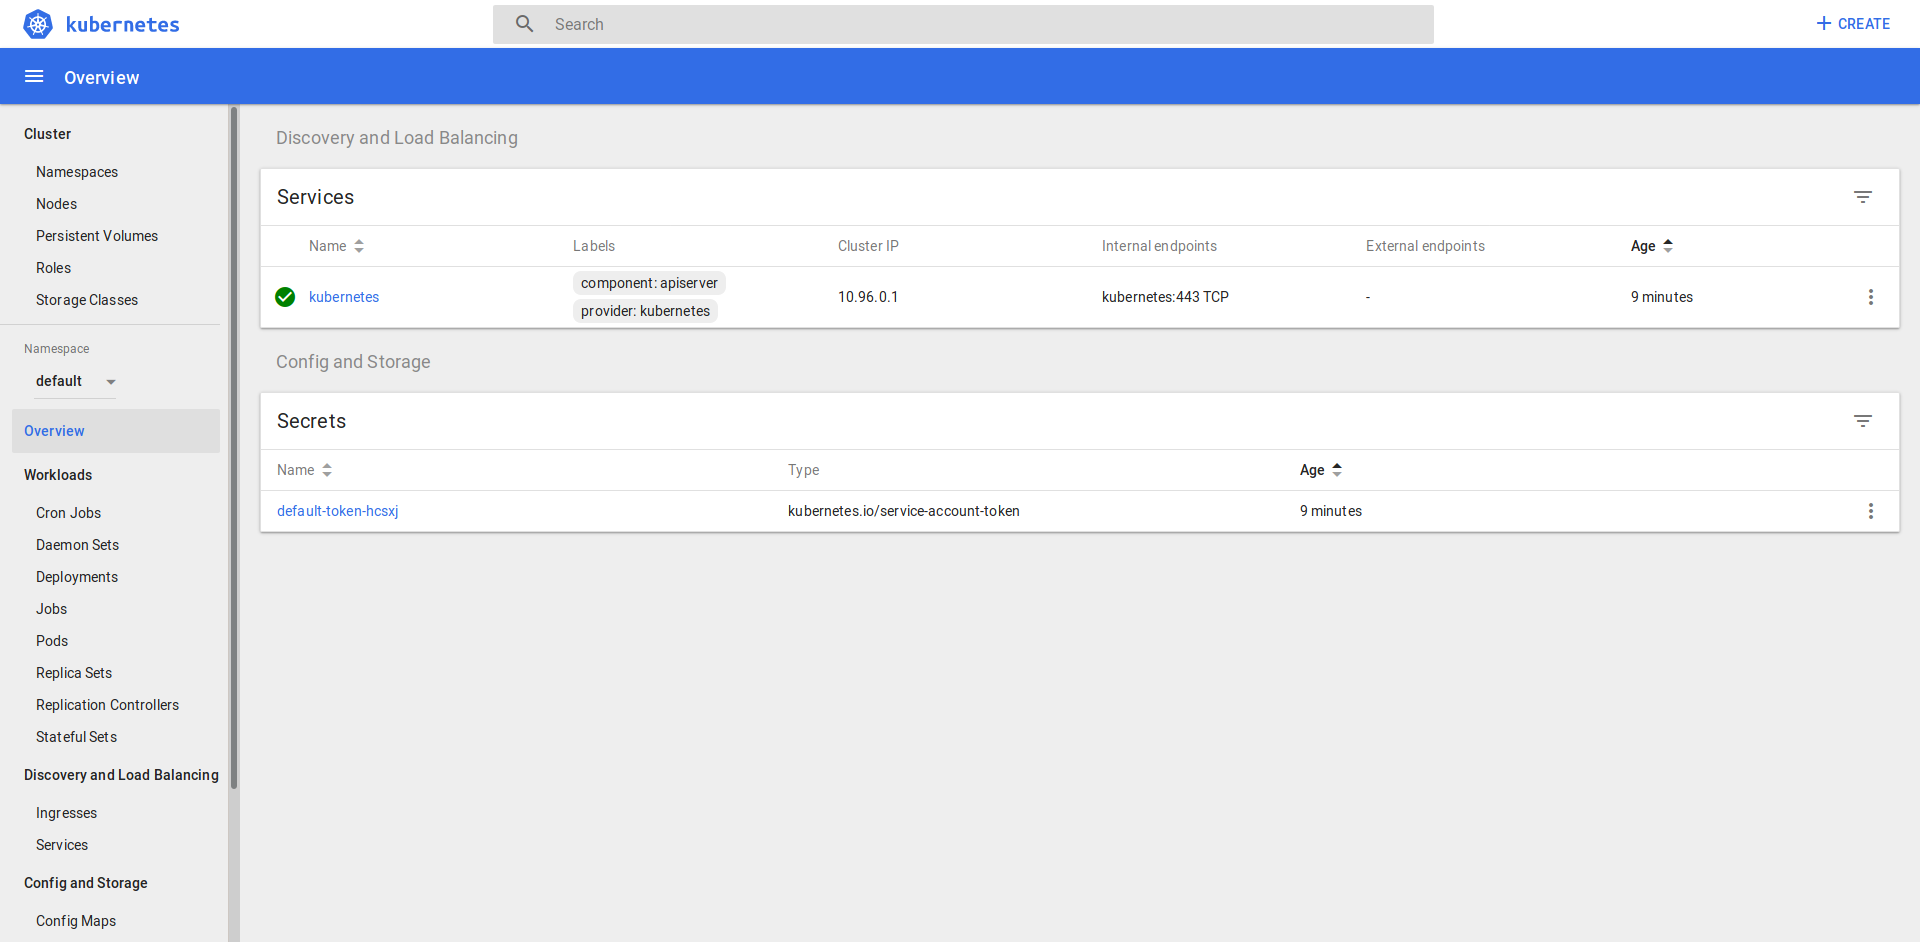 kubernetes
Search
CREATE
Overview
Cluster
Namespaces
Nodes
Persistent Volumes
Roles
Storage Classes
Namespace
default
Overview
Workloads
Cron Jobs
Daemon Sets
Deployments
Jobs
Pods
Replica Sets
Replication Controllers
Stateful Sets
Discovery and Load Balancing
Ingresses
Services
Config and Storage
Config Maps
Discovery and Load Balancing
Services
Name Labels Cluster IP Internal endpoints External endpoints Age
kubernetes component: apiserver 10.96.0.1 kubernetes:443 TCP - 9 minutes
provider: kubernetes
Config and Storage
Secrets
Name Type Age
default-token-hcsxj kubernetes.io/service-account-token 9 minutes